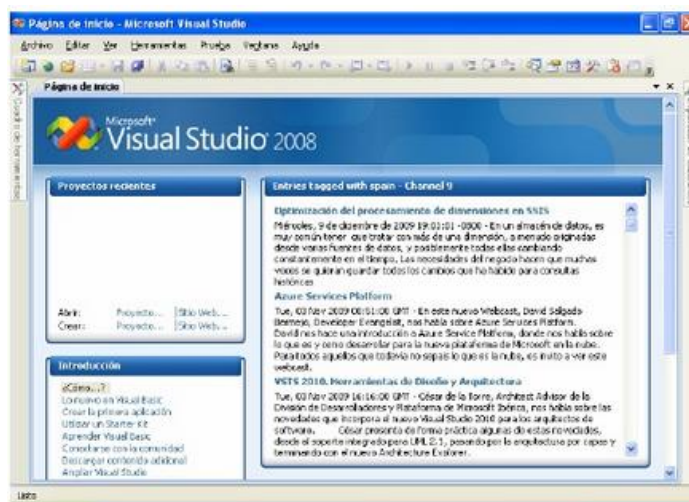 Página de inicio - Microsoft Visual Studio
Archivo Editar Ver Herramientas Prueba Ventana Ayuda
Página de inicio
Cuadro de herramientas
Microsoft
Visual Studio 2008
Proyectos recientes
Abrir: Proyecto... Sitio Web...
Crear: Proyecto... Sitio Web...
Introducción
¿Cómo...?
Lo nuevo en Visual Basic
Crear la primera aplicación
Utilizar un Starter Kit
Aprender Visual Basic
Conectarse con la comunidad
Descargar contenido adicional
Ampliar Visual Studio
Entries tagged with spain - Channel 9
Optimización del procesamiento de dimensiones en SSIS
Miércoles, 9 de diciembre de 2009 19:01:01 -0800 - En un almacén de datos, es
muy común tener que tratar con más de una dimensión, a menudo originadas
desde varias fuentes de datos, y posiblemente todas ellas cambiando
constantemente en el tiempo. Las necesidades del negocio hacen que muchas
veces se quieran guardar todos los cambios que ha habido para consultas
históricas
Azure Services Platform
Tue, 03 Nov 2009 00:51:00 GMT - En este nuevo Webcast, David Salgado
Bermejo, Developer Evangelist, nos habla sobre Azure Services Platform.
David nos hace una introducción a Azure Service Platform, donde nos habla sobre
lo que es y como desarrollar para la nueva plataforma de Microsoft en la nube.
Para todos aquellos que todavía no sepais lo que es la nube, os invito a ver este
webcast.
VSTS 2010. Herramientas de Diseño y Arquitectura
Tue, 03 Nov 2009 16:16:00 GMT - César de la Torre, Architect Advisor de la
División de Desarrolladores y Plataforma de Microsoft Ibérica, nos habla sobre las
novedades que incorpora el nuevo Visual Studio 2010 para los arquitectos de
software. César presenta de forma práctica algunas de estas novedades,
desde el soporte integrado para UML 2.1, pasando por la arquitectura por capas y
terminando con el nuevo Architecture Explorer.
Listo